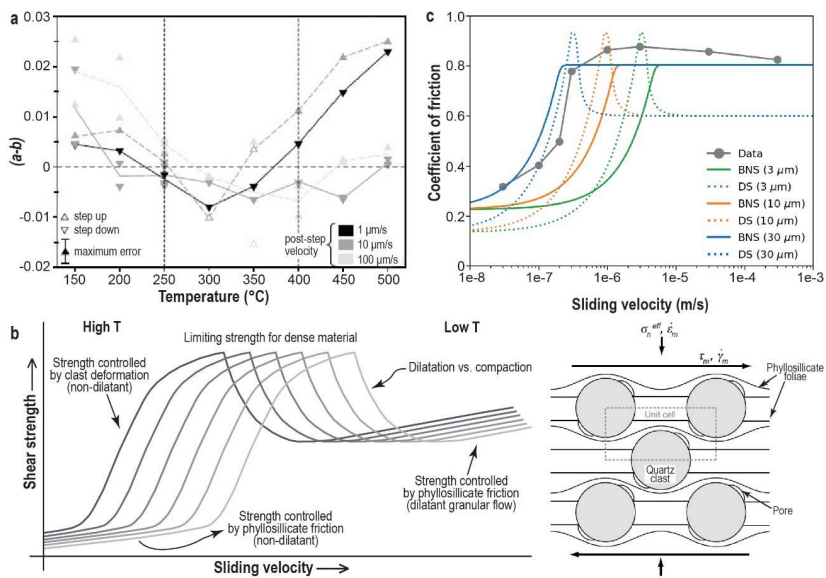 a
0.03
0.02
0.01
0
-0.01
-0.02
(a-b)
step up
step down
maximum error
post-step
velocity
1 μm/s
10 μm/s
100 μm/s
150 200 250 300 350 400 450 500
Temperature (°C)
c
1.0
0.8
0.6
0.4
0.2
0
Coefficient of friction
Data
BNS (3 μm)
DS (3 μm)
BNS (10 μm)
DS (10 μm)
BNS (30 μm)
DS (30 μm)
1e-8 1e-7 1e-6 1e-5 1e-4 1e-3
Sliding velocity (m/s)
b
High T
Limiting strength for dense material
Low T
Strength controlled
by clast deformation
(non-dilatant)
Dilatation vs. compaction
Shear strength
Strength controlled
by phyllosillicate friction
(non-dilatant)
Strength controlled
by phyllosillicate friction
(dilatant granular flow)
Sliding velocity
σₙᵉᶠᶠ, ε̇ₘ
τₘ, γ̇ₘ
Phyllosillicate
foliae
Unit cell
Quartz
clast
Pore